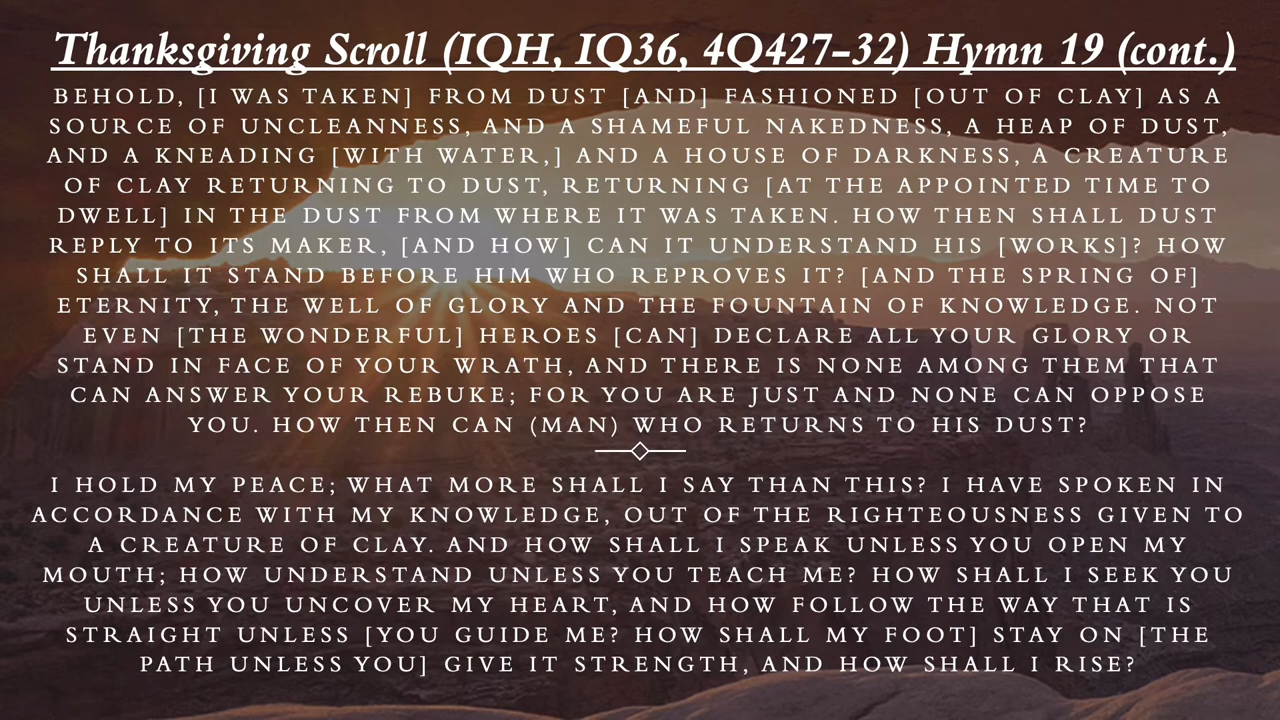 Thanksgiving Scroll (IQH, IQ36, 4Q427-32) Hymn 19 (cont.)
BEHOLD, [I WAS TAKEN] FROM DUST [AND] FASHIONED [OUT OF CLAY] AS A
SOURCE OF UNCLEANNESS, AND A SHAMEFUL NAKEDNESS, A HEAP OF DUST,
AND A KNEADING [WITH WATER,] AND A HOUSE OF DARKNESS, A CREATURE
OF CLAY RETURNING TO DUST, RETURNING [AT THE APPOINTED TIME TO
DWELL] IN THE DUST FROM WHERE IT WAS TAKEN. HOW THEN SHALL DUST
REPLY TO ITS MAKER, [AND HOW] CAN IT UNDERSTAND HIS [WORKS]? HOW
SHALL IT STAND BEFORE HIM WHO REPROVES IT? [AND THE SPRING OF]
ETERNITY, THE WELL OF GLORY AND THE FOUNTAIN OF KNOWLEDGE. NOT
EVEN [THE WONDERFUL] HEROES [CAN] DECLARE ALL YOUR GLORY OR
STAND IN FACE OF YOUR WRATH, AND THERE IS NONE AMONG THEM THAT
CAN ANSWER YOUR REBUKE; FOR YOU ARE JUST AND NONE CAN OPPOSE
YOU. HOW THEN CAN (MAN) WHO RETURNS TO HIS DUST?
I HOLD MY PEACE; WHAT MORE SHALL I SAY THAN THIS? I HAVE SPOKEN IN
ACCORDANCE WITH MY KNOWLEDGE, OUT OF THE RIGHTEOUSNESS GIVEN TO
A CREATURE OF CLAY. AND HOW SHALL I SPEAK UNLESS YOU OPEN MY
MOUTH; HOW UNDERSTAND UNLESS YOU TEACH ME? HOW SHALL I SEEK YOU
UNLESS YOU UNCOVER MY HEART, AND HOW FOLLOW THE WAY THAT IS
STRAIGHT UNLESS [YOU GUIDE ME? HOW SHALL MY FOOT] STAY ON [THE
PATH UNLESS YOU] GIVE IT STRENGTH, AND HOW SHALL I RISE?